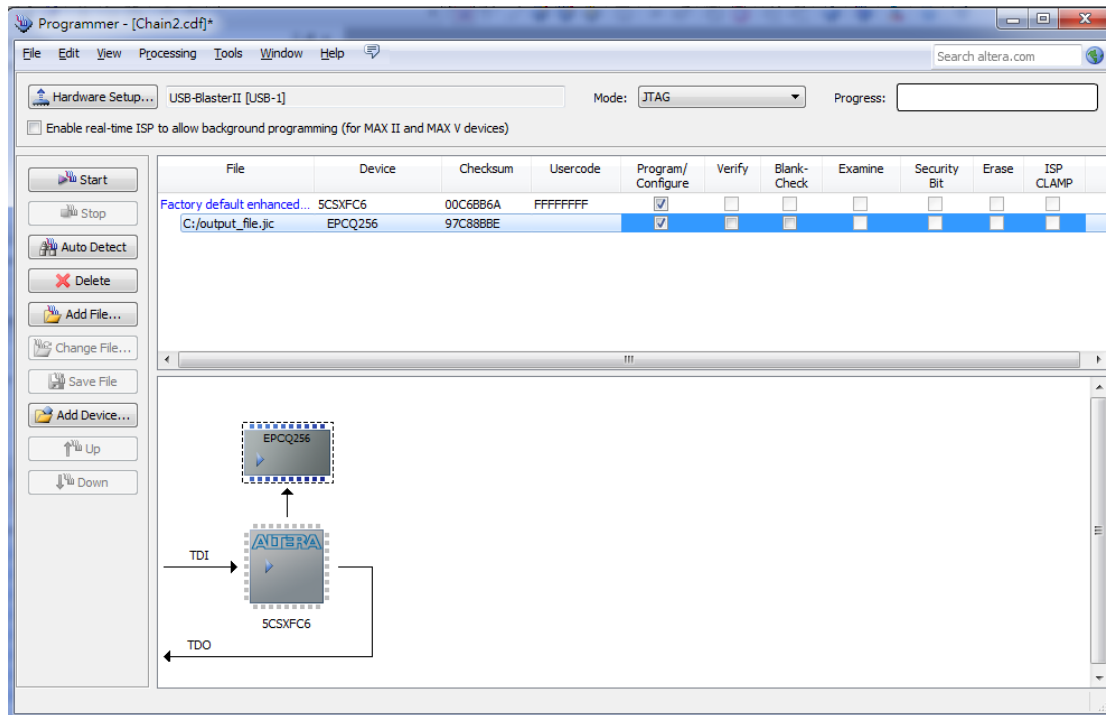 Programmer - [Chain2.cdf]*
File Edit View Processing Tools Window Help
Search altera.com
Hardware Setup... USB-BlasterII [USB-1] Mode: JTAG Progress:
Enable real-time ISP to allow background programming (for MAX II and MAX V devices)
Start
Stop
Auto Detect
Delete
Add File...
Change File...
Save File
Add Device...
Up
Down
File Device Checksum Usercode Program/ Configure Verify Blank- Check Examine Security Bit Erase ISP CLAMP
Factory default enhanced... 5CSXFC6 00C6BB6A FFFFFFFF
C:/output_file.jic EPCQ256 97C88BBE
EPCQ256
ALTERA
TDI
5CSXFC6
TDO